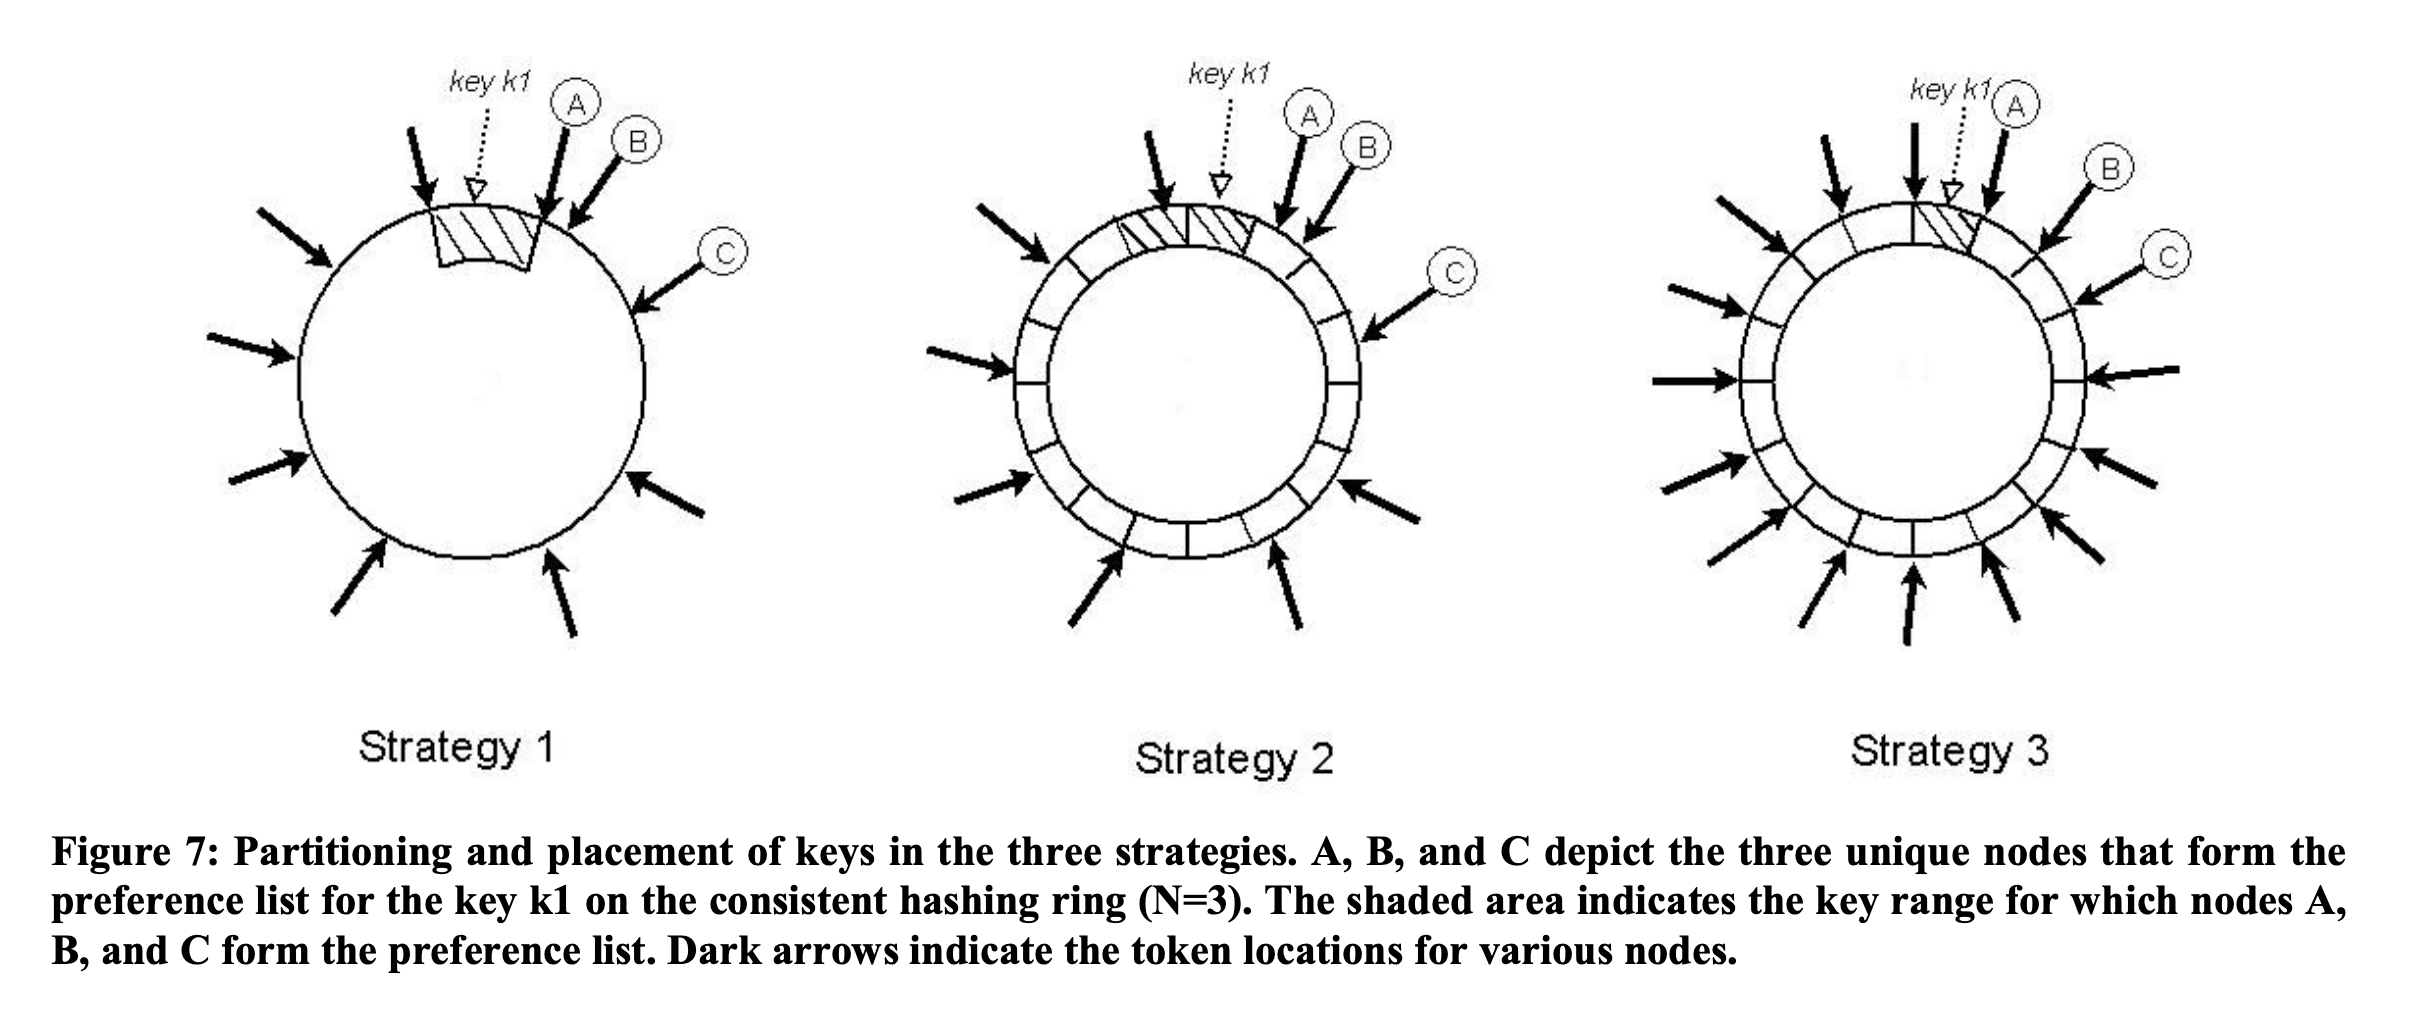 key k1
A
B
C
key k1
A
B
C
key k1
A
B
C
Strategy 1
Strategy 2
Strategy 3
Figure 7: Partitioning and placement of keys in the three strategies. A, B, and C depict the three unique nodes that form the
preference list for the key k1 on the consistent hashing ring (N=3). The shaded area indicates the key range for which nodes A,
B, and C form the preference list. Dark arrows indicate the token locations for various nodes.